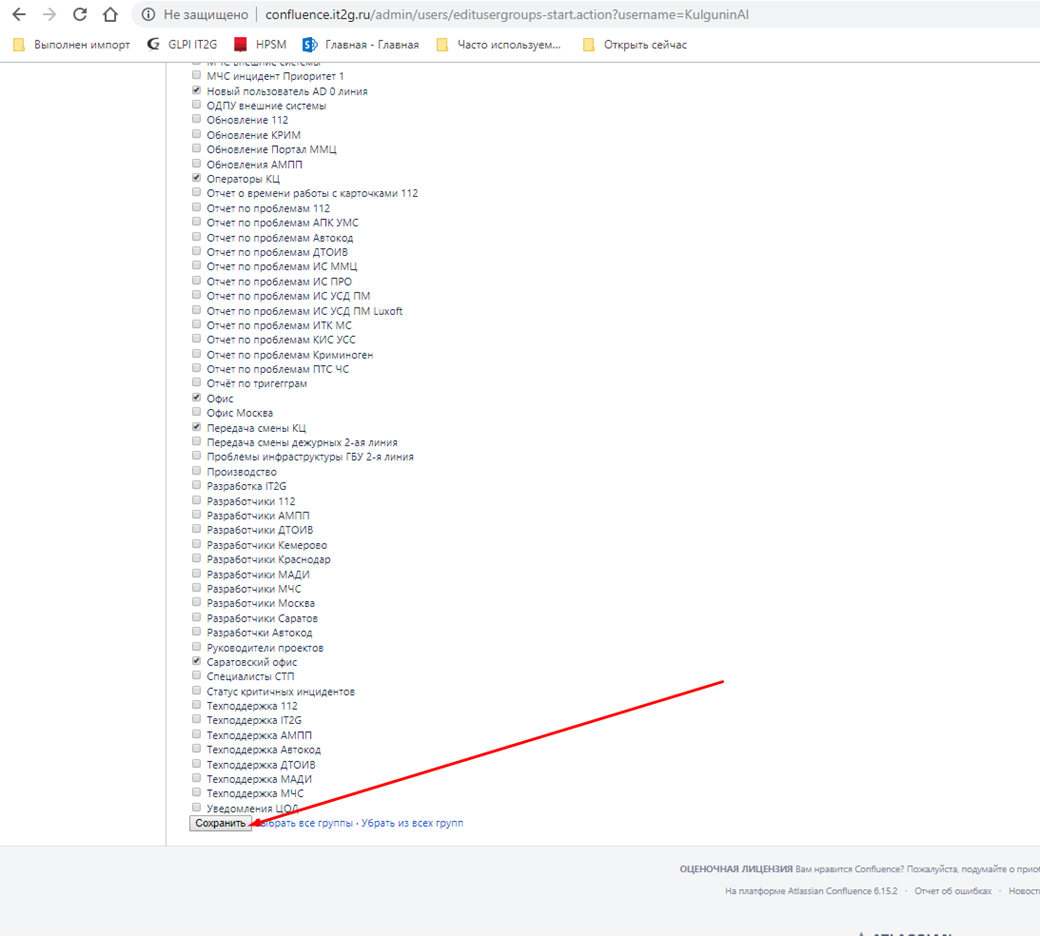 Не защищено | confluence.it2g.ru/admin/users/editusergroups-start.action?username=KulguninAI
Выполнен импорт GLPI IT2G HPSM Главная - Главная Часто используем... Открыть сейчас
МЧС внешние системы
МЧС инцидент Приоритет 1
Новый пользователь AD 0 линия
ОДПУ внешние системы
Обновление 112
Обновление КРИМ
Обновление Портал ММЦ
Обновления АМПП
Операторы КЦ
Отчет о времени работы с карточками 112
Отчет по проблемам 112
Отчет по проблемам АПК УМС
Отчет по проблемам Автокод
Отчет по проблемам ДТОИВ
Отчет по проблемам ИС ММЦ
Отчет по проблемам ИС ПРО
Отчет по проблемам ИС УСД ПМ
Отчет по проблемам ИС УСД ПМ Luxoft
Отчет по проблемам ИТК МС
Отчет по проблемам КИС УСС
Отчет по проблемам Криминоген
Отчет по проблемам ПТС ЧС
Отчёт по тригегграм
Офис
Офис Москва
Передача смены КЦ
Передача смены дежурных 2-ая линия
Проблемы инфраструктуры ГБУ 2-я линия
Производство
Разработка IT2G
Разработчики 112
Разработчики АМПП
Разработчики ДТОИВ
Разработчики Кемерово
Разработчики Краснодар
Разработчики МАДИ
Разработчики МЧС
Разработчики Москва
Разработчики Саратов
Разработчки Автокод
Руководители проектов
Саратовский офис
Специалисты СТП
Статус критичных инцидентов
Техподдержка 112
Техподдержка IT2G
Техподдержка АМПП
Техподдержка Автокод
Техподдержка ДТОИВ
Техподдержка МАДИ
Техподдержка МЧС
Уведомления ЦОД
Сохранить ыбрать все группы · Убрать из всех групп
ОЦЕНОЧНАЯ ЛИЦЕНЗИЯ Вам нравится Confluence? Пожалуйста, подумайте о приоб
На платформе Atlassian Confluence 6.15.2 · Отчет об ошибках · Новост
ATLASSIAN